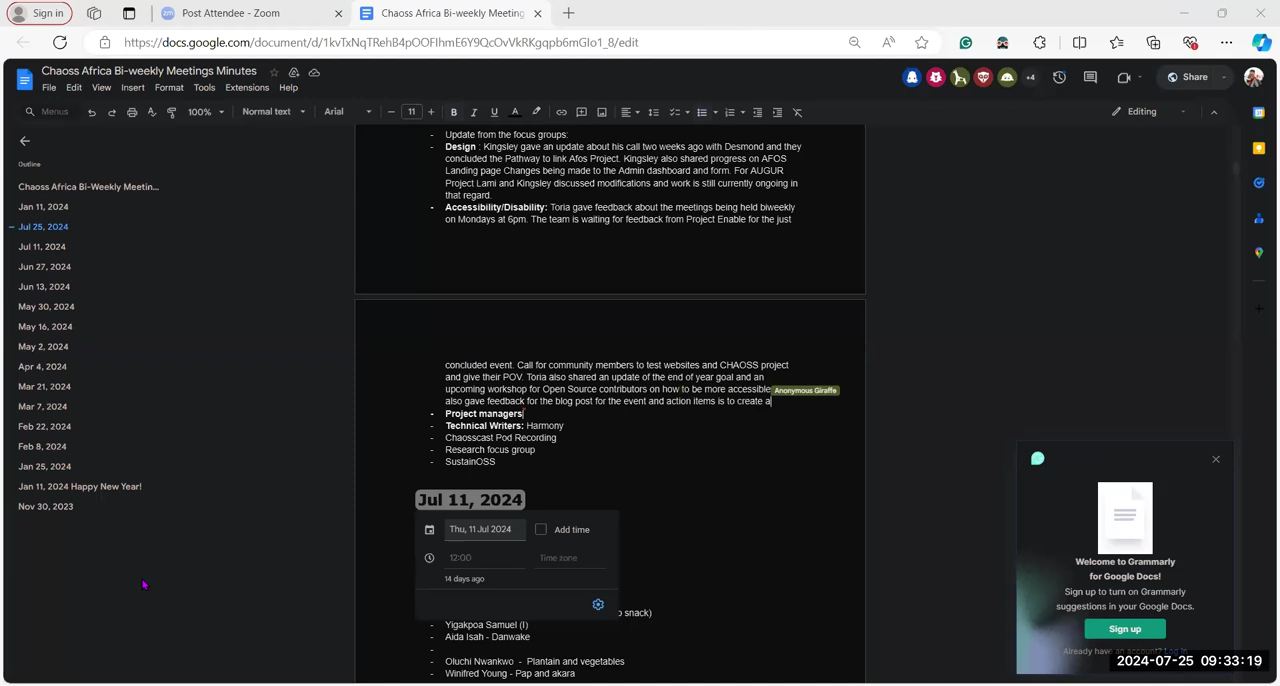 Sign in
Post Attendee - Zoom
Chaoss Africa Bi-weekly Meeting
https://docs.google.com/document/d/1kvTxNqTRehB4pOOFIhmE6Y9QcOvVkRKgqpb6mGIo1_8/edit
Chaoss Africa Bi-weekly Meetings Minutes
File Edit View Insert Format Tools Extensions Help
+4
Share
Menus
100%
Normal text
Arial
11
Editing
Outline
Chaoss Africa Bi-Weekly Meetin...
Jan 11, 2024
Jul 25, 2024
Jul 11, 2024
Jun 27, 2024
Jun 13, 2024
May 30, 2024
May 16, 2024
May 2, 2024
Apr 4, 2024
Mar 21, 2024
Mar 7, 2024
Feb 22, 2024
Feb 8, 2024
Jan 25, 2024
Jan 11, 2024 Happy New Year!
Nov 30, 2023
- Update from the focus groups:
- Design : Kingsley gave an update about his call two weeks ago with Desmond and they
concluded the Pathway to link Afos Project. Kingsley also shared progress on AFOS
Landing page Changes being made to the Admin dashboard and form. For AUGUR
Project Lami and Kingsley discussed modifications and work is still currently ongoing in
that regard.
- Accessibility/Disability: Toria gave feedback about the meetings being held biweekly
on Mondays at 6pm. The team is waiting for feedback from Project Enable for the just
concluded event. Call for community members to test websites and CHAOSS project
and give their POV. Toria also shared an update of the end of year goal and an
upcoming workshop for Open Source contributors on how to be more accessible
Anonymous Giraffe
also gave feedback for the blog post for the event and action items is to create a
- Project managers
- Technical Writers: Harmony
- Chaosscast Pod Recording
- Research focus group
- SustainOSS
Jul 11, 2024
Thu, 11 Jul 2024
Add time
12:00
Time zone
14 days ago
snack)
- Yigakpoa Samuel (I)
- Aida Isah - Danwake
-
- Oluchi Nwankwo - Plantain and vegetables
- Winifred Young - Pap and akara
Welcome to Grammarly
for Google Docs!
Sign up to turn on Grammarly
suggestions in your Google Docs.
Sign up
Already have an account? Log in
2024-07-25 09:33:19